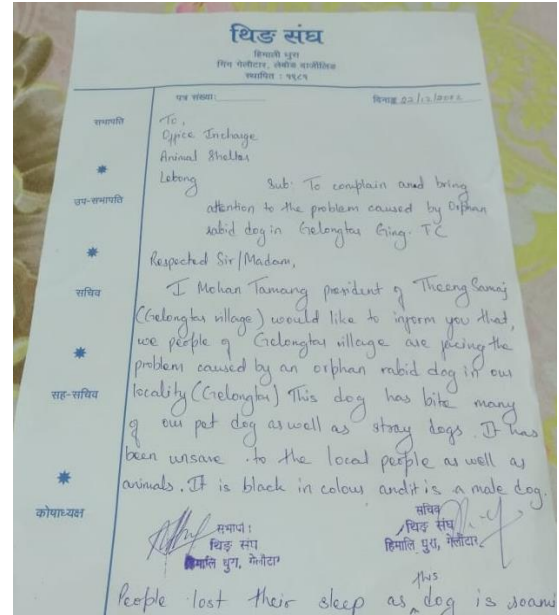 थिङ संघ
हिमाली धुरा
गिंग गेलीटार, लेबोङ दार्जीलिङ
स्थापित : १९८१
पत्र संख्या:
दिनाङ्क 22/12/2022
सभापति
उप-सभापति
सचिव
सह-सचिव
कोषाध्यक्ष
To,
Office Incharge
Animal Shelter
Lebong
Sub: To complain and bring
attention to the problem caused by Orphan
rabid dog in Gelongtar Ging. TC
Respected Sir/Madam,
I Mohan Tamang president of Theeng Samaj
(Gelongtar village) would like to inform you that,
we people of Gelongtar village are facing the
problem caused by an orphan rabid dog in our
locality (Gelongtar) This dog has bite many
of our pet dog as well as stray dogs. It has
been unsave to the local people as well as
animals. It is black in colour and it is a male dog.
सभापति
थिङ संघ
हिमालि धुरा, गेलीटार
सचिव
थिङ संघ
हिमालि धुरा, गेलीटार
People lost their sleep as this dog is roami